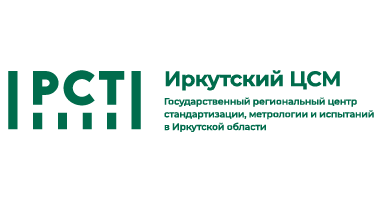 РСТ
Иркутский ЦСМ
Государственный региональный центр
стандартизации, метрологии и испытаний
в Иркутской области